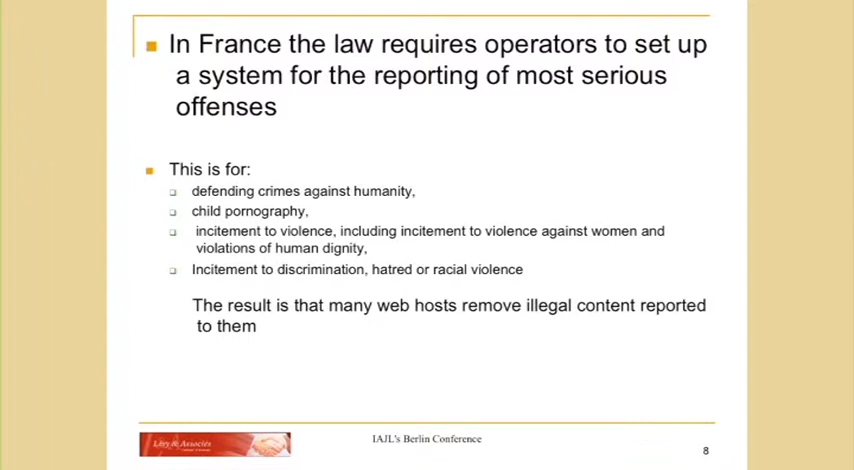 In France the law requires operators to set up
a system for the reporting of most serious
offenses
This is for:
defending crimes against humanity,
child pornography,
incitement to violence, including incitement to violence against women and
violations of human dignity,
Incitement to discrimination, hatred or racial violence
The result is that many web hosts remove illegal content reported
to them
Lévy & Associés
IAJL's Berlin Conference
8